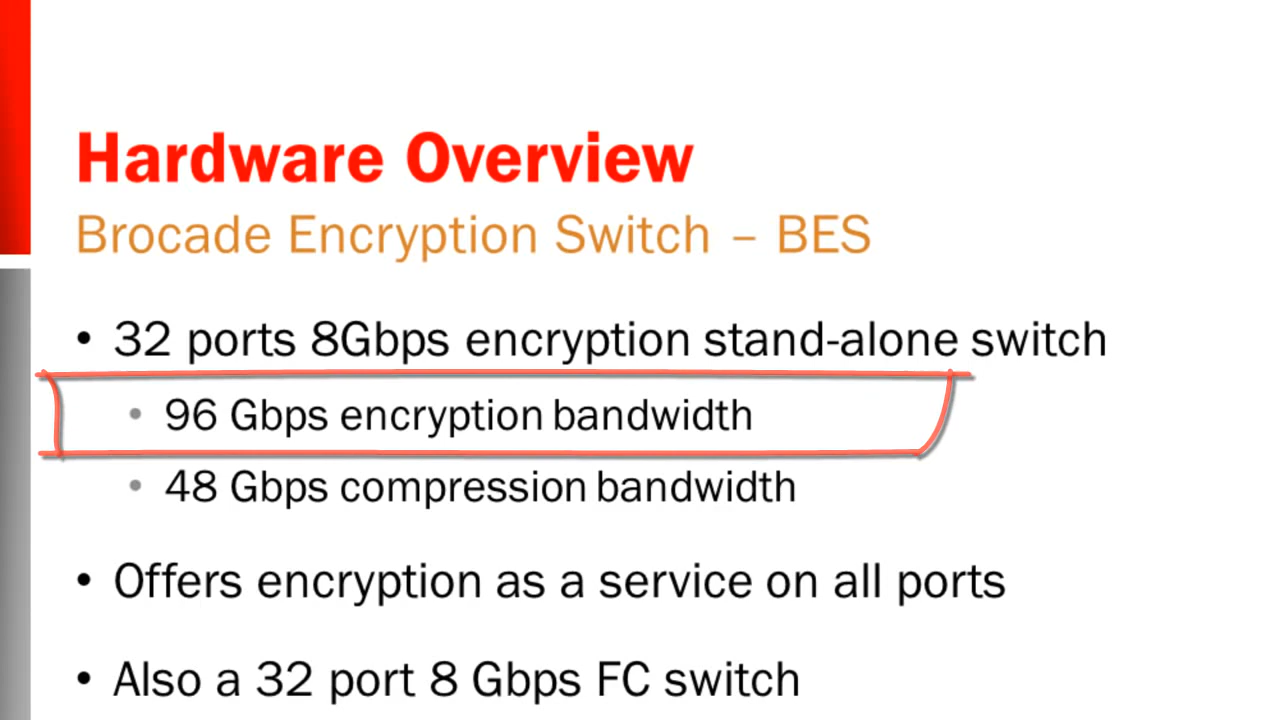 Hardware Overview
Brocade Encryption Switch – BES
• 32 ports 8Gbps encryption stand-alone switch
• 96 Gbps encryption bandwidth
• 48 Gbps compression bandwidth
• Offers encryption as a service on all ports
• Also a 32 port 8 Gbps FC switch